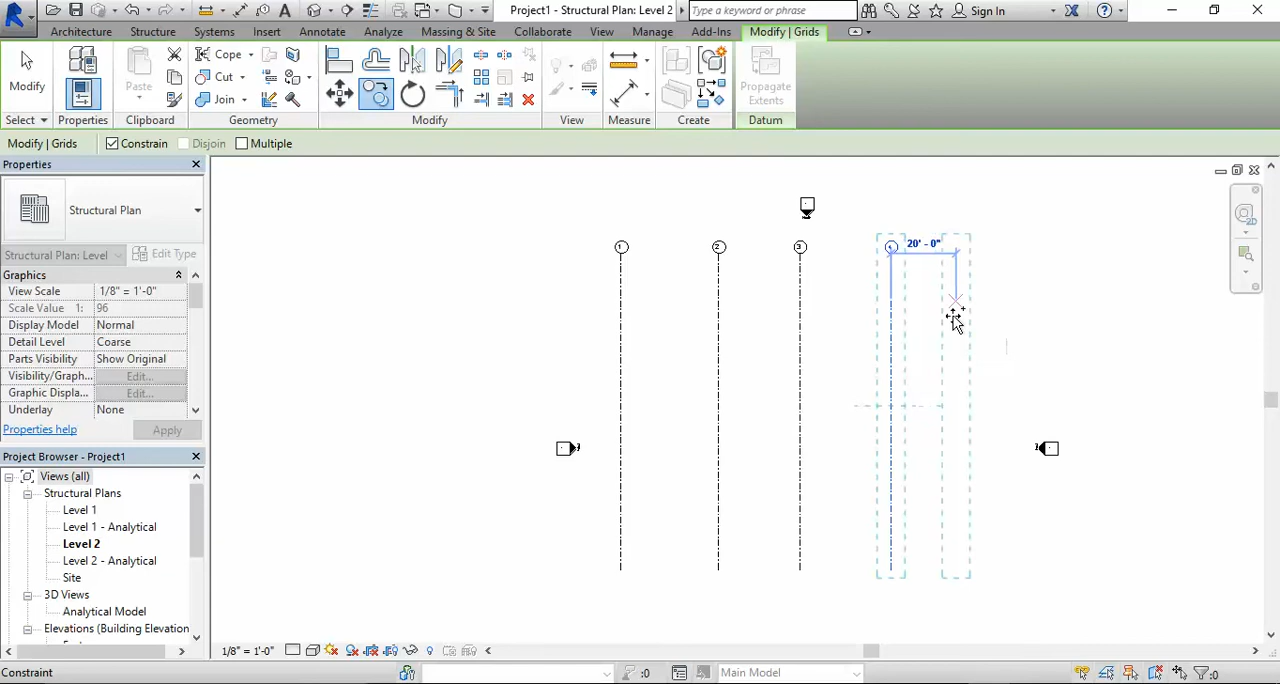 Project1 - Structural Plan: Level 2
Type a keyword or phrase
Sign In
Architecture Structure Systems Insert Annotate Analyze Massing & Site Collaborate View Manage Add-Ins Modify | Grids
Modify
Paste
Cope
Cut
Join
Propagate
Extents
Select Properties Clipboard Geometry Modify View Measure Create Datum
Modify | Grids Constrain Disjoin Multiple
Properties
Structural Plan
Structural Plan: Level
Edit Type
Graphics
View Scale 1/8" = 1'-0"
Scale Value 1: 96
Display Model Normal
Detail Level Coarse
Parts Visibility Show Original
Visibility/Graph... Edit...
Graphic Displa... Edit...
Underlay None
Properties help Apply
Project Browser - Project1
Views (all)
Structural Plans
Level 1
Level 1 - Analytical
Level 2
Level 2 - Analytical
Site
3D Views
Analytical Model
Elevations (Building Elevation
1 2 3 20' - 0"
2D
1/8" = 1'-0"
Constraint
:0
Main Model
:0